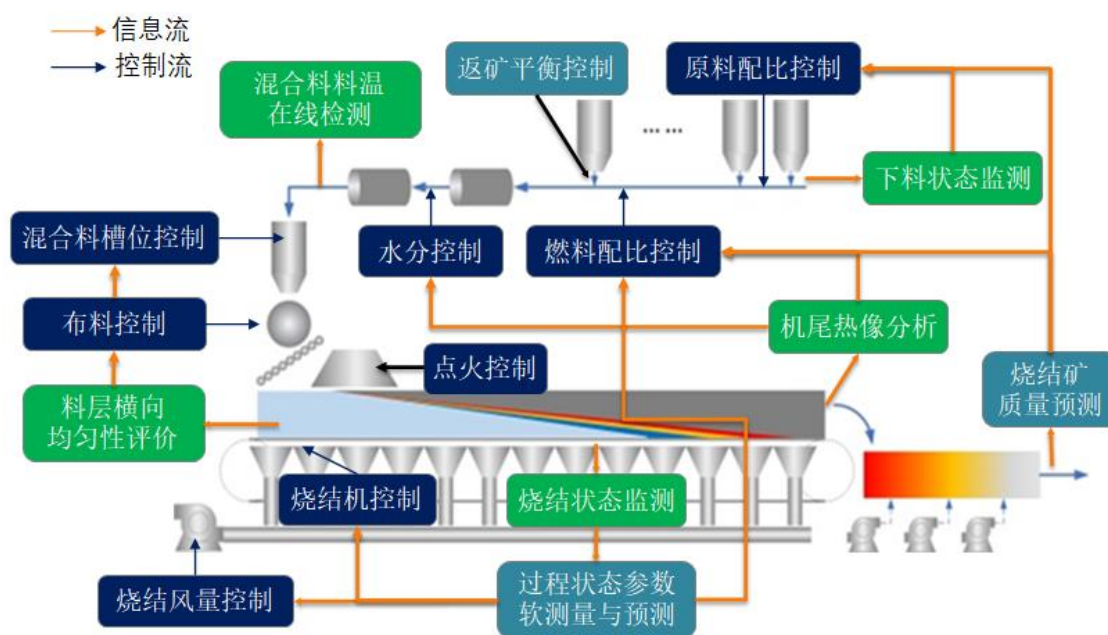 信息流
控制流
混合料料温
在线检测
返矿平衡控制
原料配比控制
... ...
下料状态监测
混合料槽位控制
水分控制
燃料配比控制
布料控制
机尾热像分析
点火控制
烧结矿
质量预测
料层横向
均匀性评价
烧结机控制
烧结状态监测
烧结风量控制
过程状态参数
软测量与预测